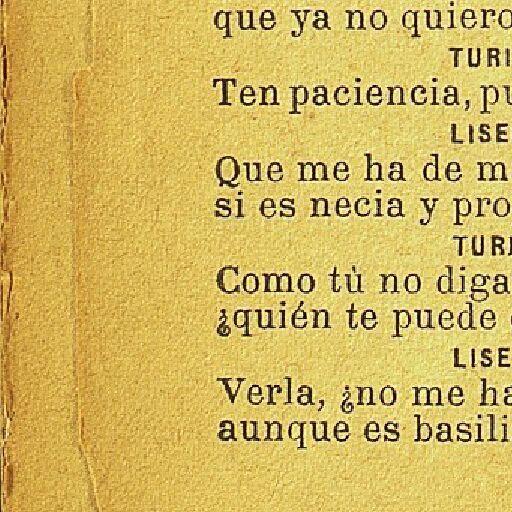 que ya no quiero
TURI
Ten paciencia, pu
LISE
Que me ha de m
si es necia y pro
TURI
Como tù no diga
¿quién te puede
LISE
Verla, ¿no me ha
aunque es basili